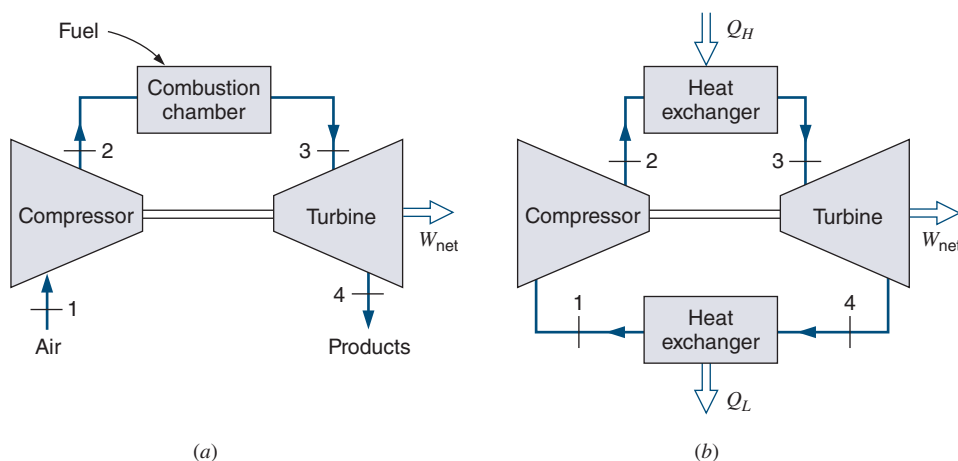 Fuel
Combustion
chamber
2
3
Compressor
Turbine
W_net
1
4
Air
Products
(a)
Q_H
Heat
exchanger
2
3
Compressor
Turbine
W_net
1
4
Heat
exchanger
Q_L
(b)